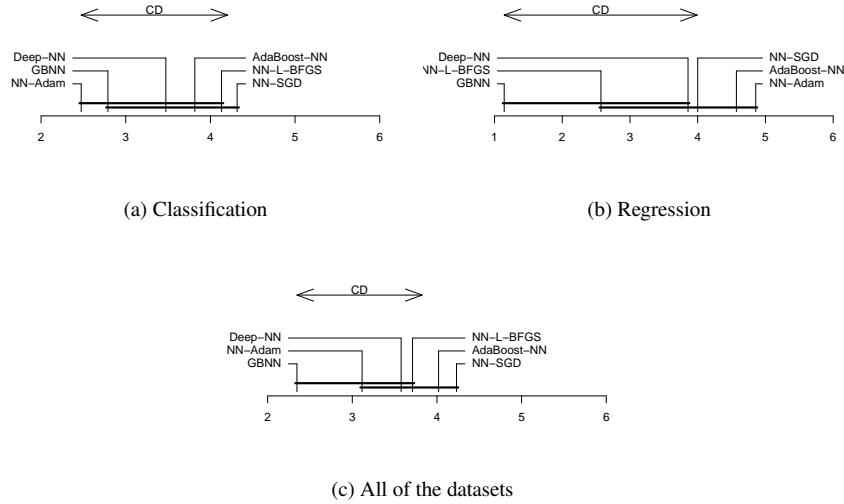 CD
Deep-NN
GBNN
NN-Adam
AdaBoost-NN
NN-L-BFGS
NN-SGD
2 3 4 5 6
(a) Classification
CD
Deep-NN
NN-L-BFGS
GBNN
NN-SGD
AdaBoost-NN
NN-Adam
1 2 3 4 5 6
(b) Regression
CD
Deep-NN
NN-Adam
GBNN
NN-L-BFGS
AdaBoost-NN
NN-SGD
2 3 4 5 6
(c) All of the datasets